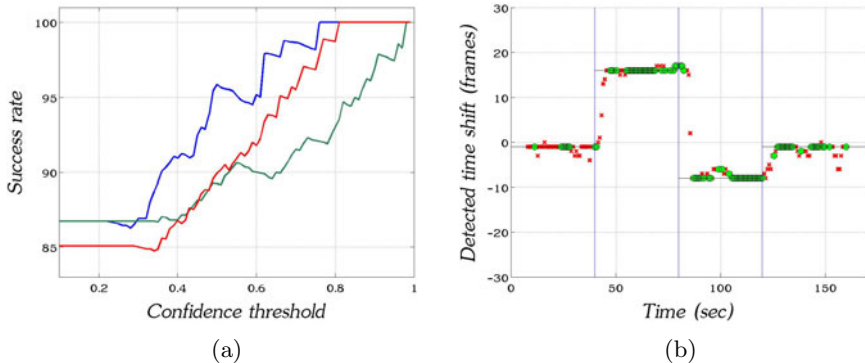 100
95
90
85
Success rate
0.2 0.4 0.6 0.8 1
Confidence threshold
(a)
30
20
10
0
-10
-20
-30
Detected time shift (frames)
0 50 100 150
Time (sec)
(b)